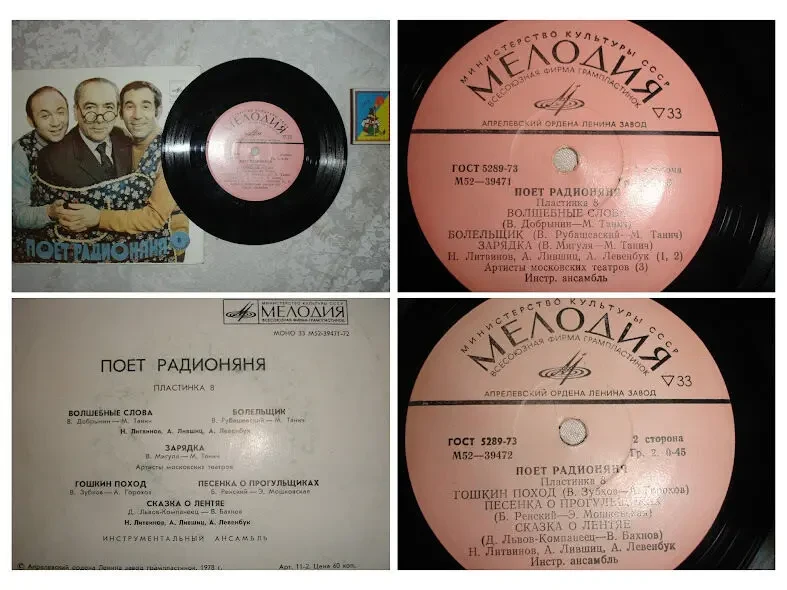 ПОЕТ РАДИОНЯНЯ
МЕЛОДИЯ
33
МИНИСТЕРСТВО КУЛЬТУРЫ СССР
МЕЛОДИЯ
ВСЕСОЮЗНАЯ ФИРМА ГРАМПЛАСТИНОК
▽33
АПРЕЛЕВСКИЙ ОРДЕНА ЛЕНИНА ЗАВОД
ГОСТ 5289-73
М52—39471
ПОЕТ РАДИОНЯНЯ
Пластинка 8
ВОЛШЕБНЫЕ СЛОВА
(В. Добрынин—М. Танич)
БОЛЕЛЬЩИК (В. Рубашевский—М. Танич)
ЗАРЯДКА (В. Мигуля—М. Танич)
Н. Литвинов, А. Лившиц, А. Левенбук (1, 2)
Артисты московских театров (3)
Инстр. ансамбль
МИНИСТЕРСТВО КУЛЬТУРЫ СССР
МЕЛОДИЯ
ВСЕСОЮЗНАЯ ФИРМА ГРАМПЛАСТИНОК
МОНО 33 М52-39471-72
ПОЕТ РАДИОНЯНЯ
ПЛАСТИНКА 8
ВОЛШЕБНЫЕ СЛОВА БОЛЕЛЬЩИК
В. Добрынин—М. Танич В. Рубашевский—М. Танич
Н. Литвинов, А. Лившиц, А. Левенбук
ЗАРЯДКА
В. Мигуля—М. Танич
Артисты московских театров
ГОШКИН ПОХОД ПЕСЕНКА О ПРОГУЛЬЩИКАХ
В. Зубков—А. Горохов Б. Ренский—Э. Мошковская
СКАЗКА О ЛЕНТЯЕ
Д. Львов-Компанеец—В. Бахнов
Н. Литвинов, А. Лившиц, А. Левенбук
ИНСТРУМЕНТАЛЬНЫЙ АНСАМБЛЬ
© Апрелевский ордена Ленина завод грампластинок, 1978 г. Арт. 11-2. Цена 60 коп.
МИНИСТЕРСТВО КУЛЬТУРЫ СССР
МЕЛОДИЯ
ВСЕСОЮЗНАЯ ФИРМА ГРАМПЛАСТИНОК
▽33
АПРЕЛЕВСКИЙ ОРДЕНА ЛЕНИНА ЗАВОД
ГОСТ 5289-73 2 сторона
М52—39472 Гр. 2. 0-45
ПОЕТ РАДИОНЯНЯ
Пластинка 8
ГОШКИН ПОХОД (В. Зубков—А. Горохов)
ПЕСЕНКА О ПРОГУЛЬЩИКАХ
(Б. Ренский—Э. Мошковская)
СКАЗКА О ЛЕНТЯЕ
(Д. Львов-Компанеец—В. Бахнов)
Н. Литвинов, А. Лившиц, А. Левенбук
Инстр. ансамбль